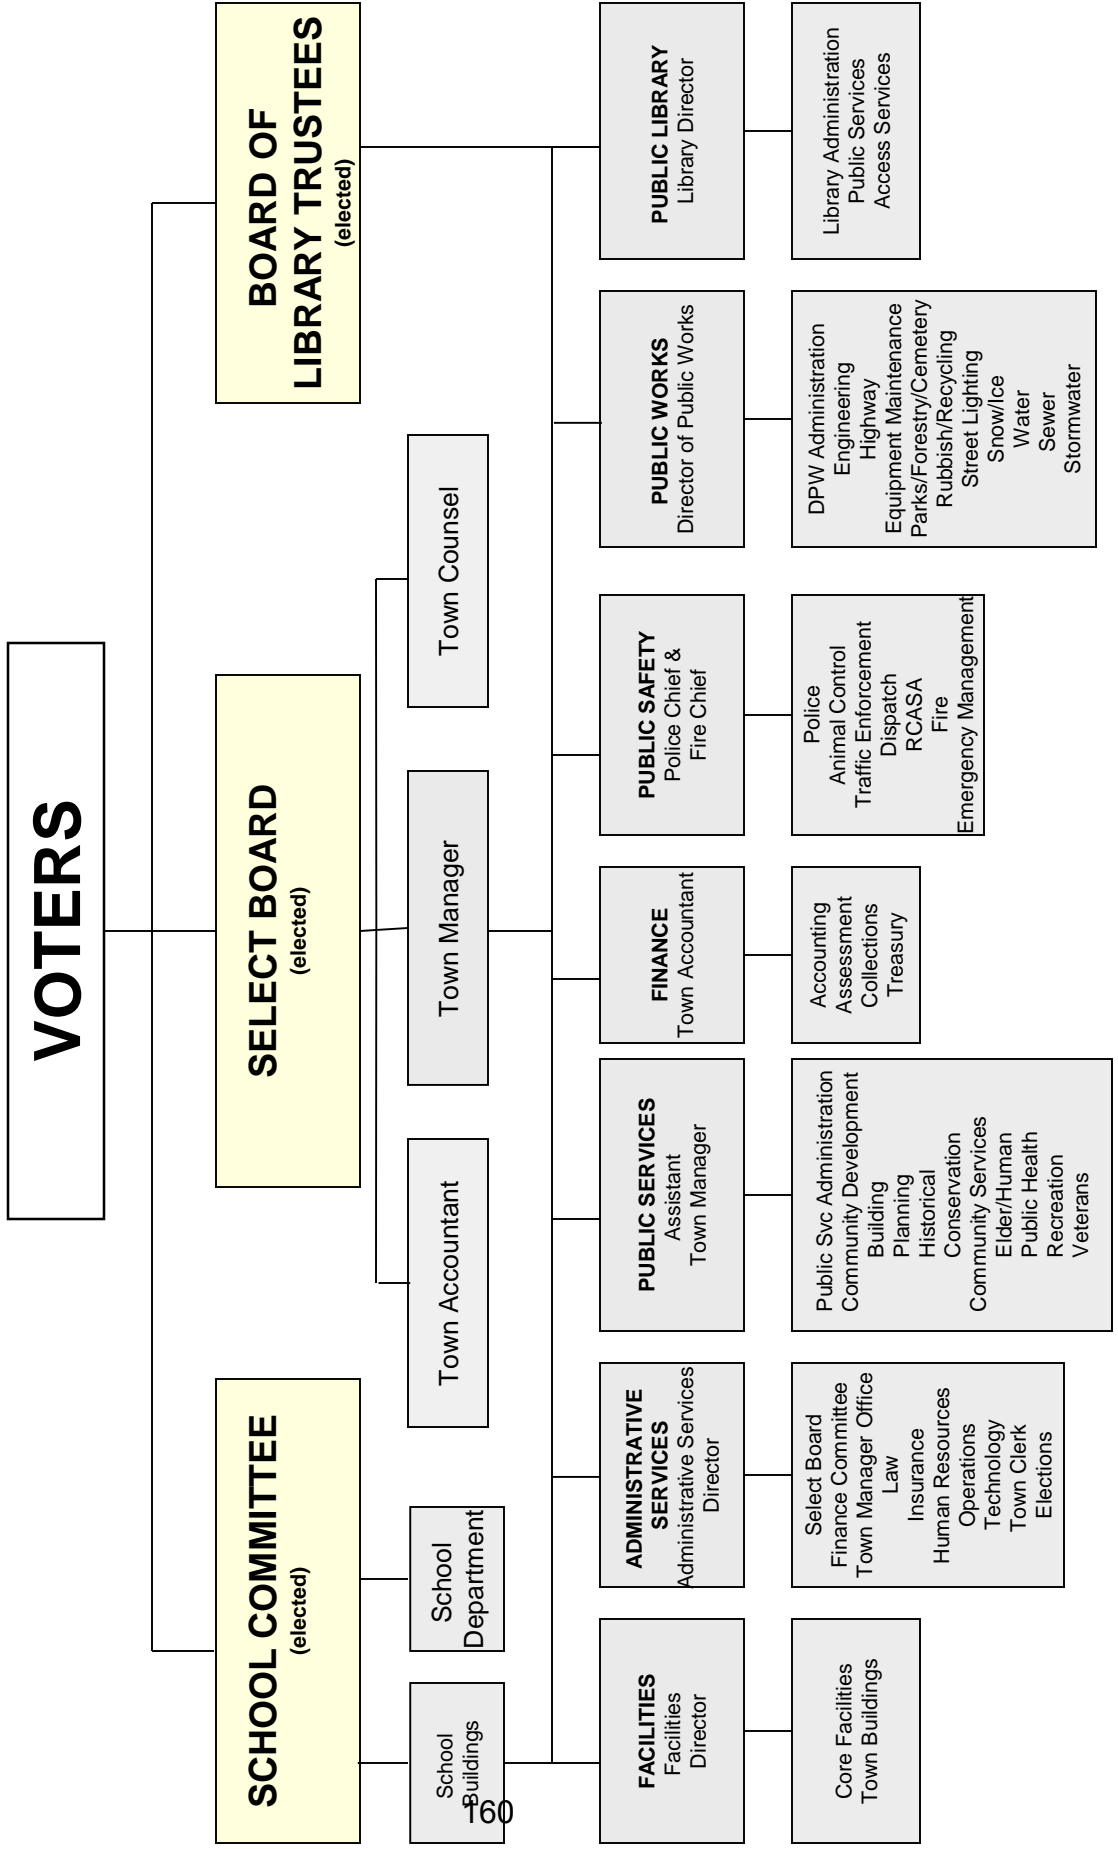 VOTERS
SCHOOL COMMITTEE
(elected)
SELECT BOARD
(elected)
BOARD OF
LIBRARY TRUSTEES
(elected)
School
Buildings
School
Department
Town Accountant
Town Manager
Town Counsel
FACILITIES
Facilities
Director
ADMINISTRATIVE
SERVICES
Administrative Services
Director
PUBLIC SERVICES
Assistant
Town Manager
FINANCE
Town Accountant
PUBLIC SAFETY
Police Chief &
Fire Chief
PUBLIC WORKS
Director of Public Works
PUBLIC LIBRARY
Library Director
Core Facilities
Town Buildings
Select Board
Finance Committee
Town Manager Office
Law
Insurance
Human Resources
Operations
Technology
Town Clerk
Elections
Public Svc Administration
Community Development
Building
Planning
Historical
Conservation
Community Services
Elder/Human
Public Health
Recreation
Veterans
Accounting
Assessment
Collections
Treasury
Police
Animal Control
Traffic Enforcement
Dispatch
RCASA
Fire
Emergency Management
DPW Administration
Engineering
Highway
Equipment Maintenance
Parks/Forestry/Cemetery
Rubbish/Recycling
Street Lighting
Snow/Ice
Water
Sewer
Stormwater
Library Administration
Public Services
Access Services
160